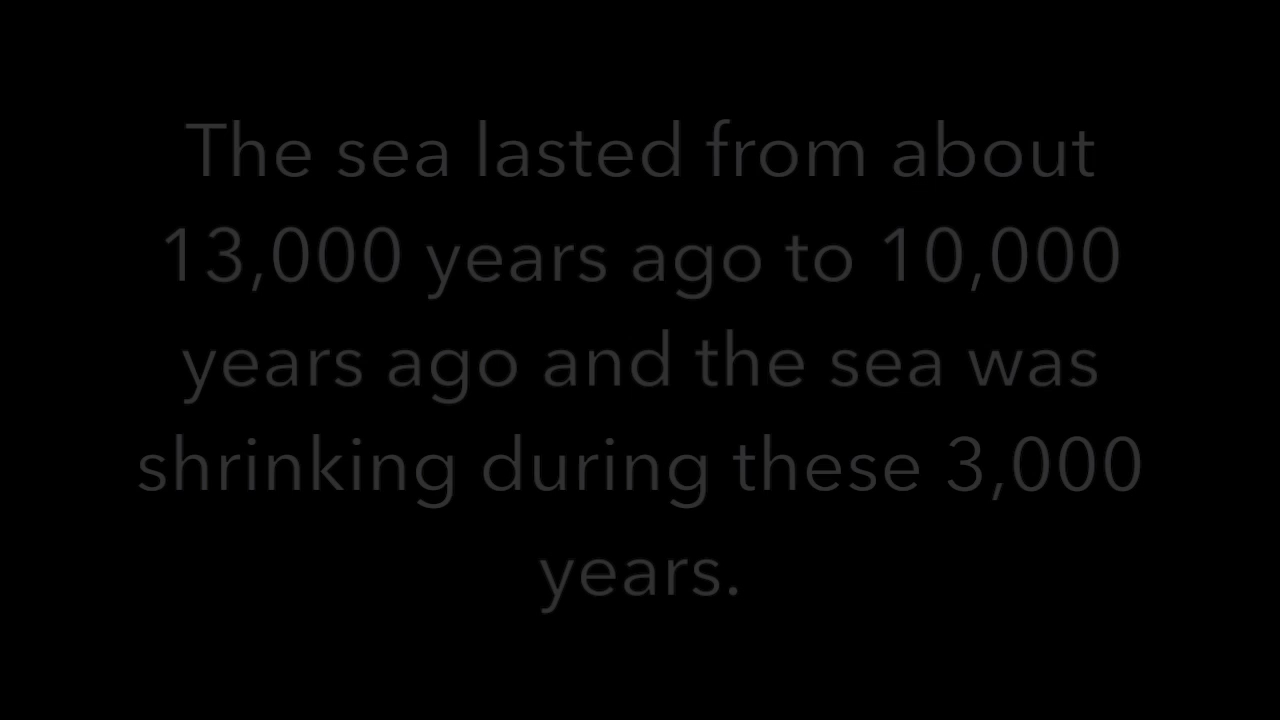 The sea lasted from about
13,000 years ago to 10,000
years ago and the sea was
shrinking during these 3,000
years.